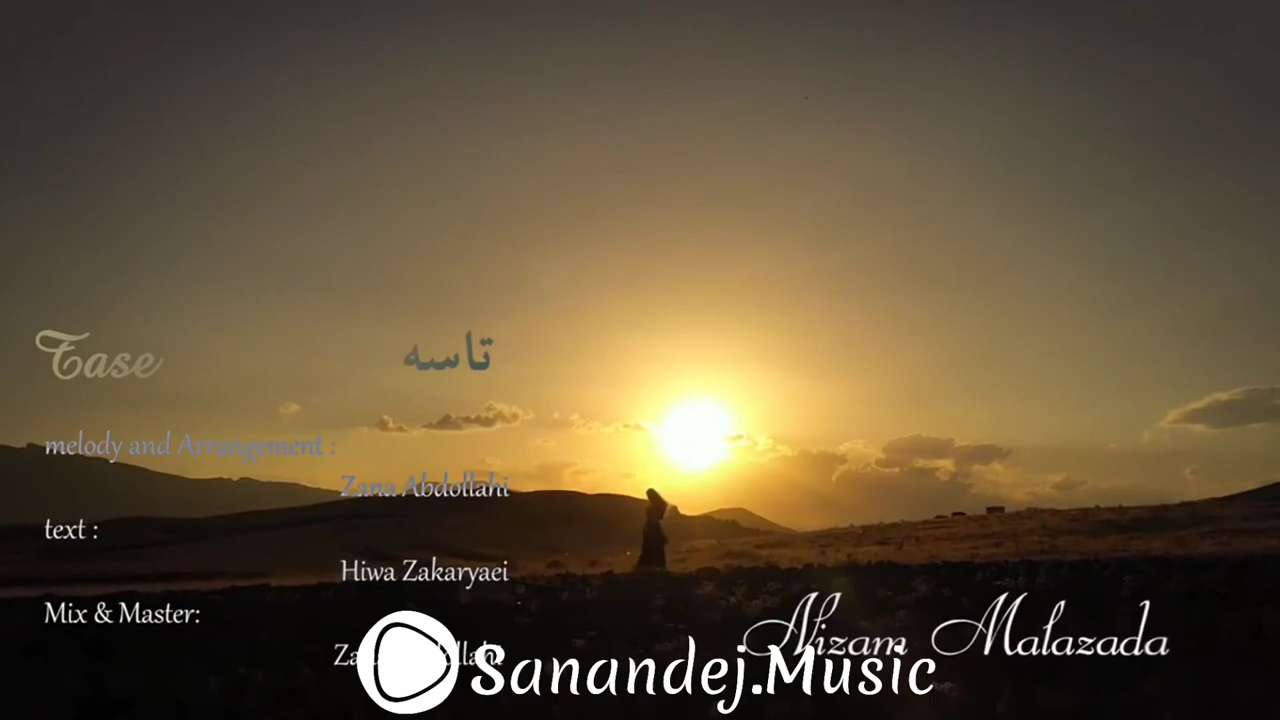 Tase
تاسه
melody and Arrangement :
Zana Abdollahi
text :
Hiwa Zakaryaei
Mix & Master:
Nizam Malazada
Sanandej.Music